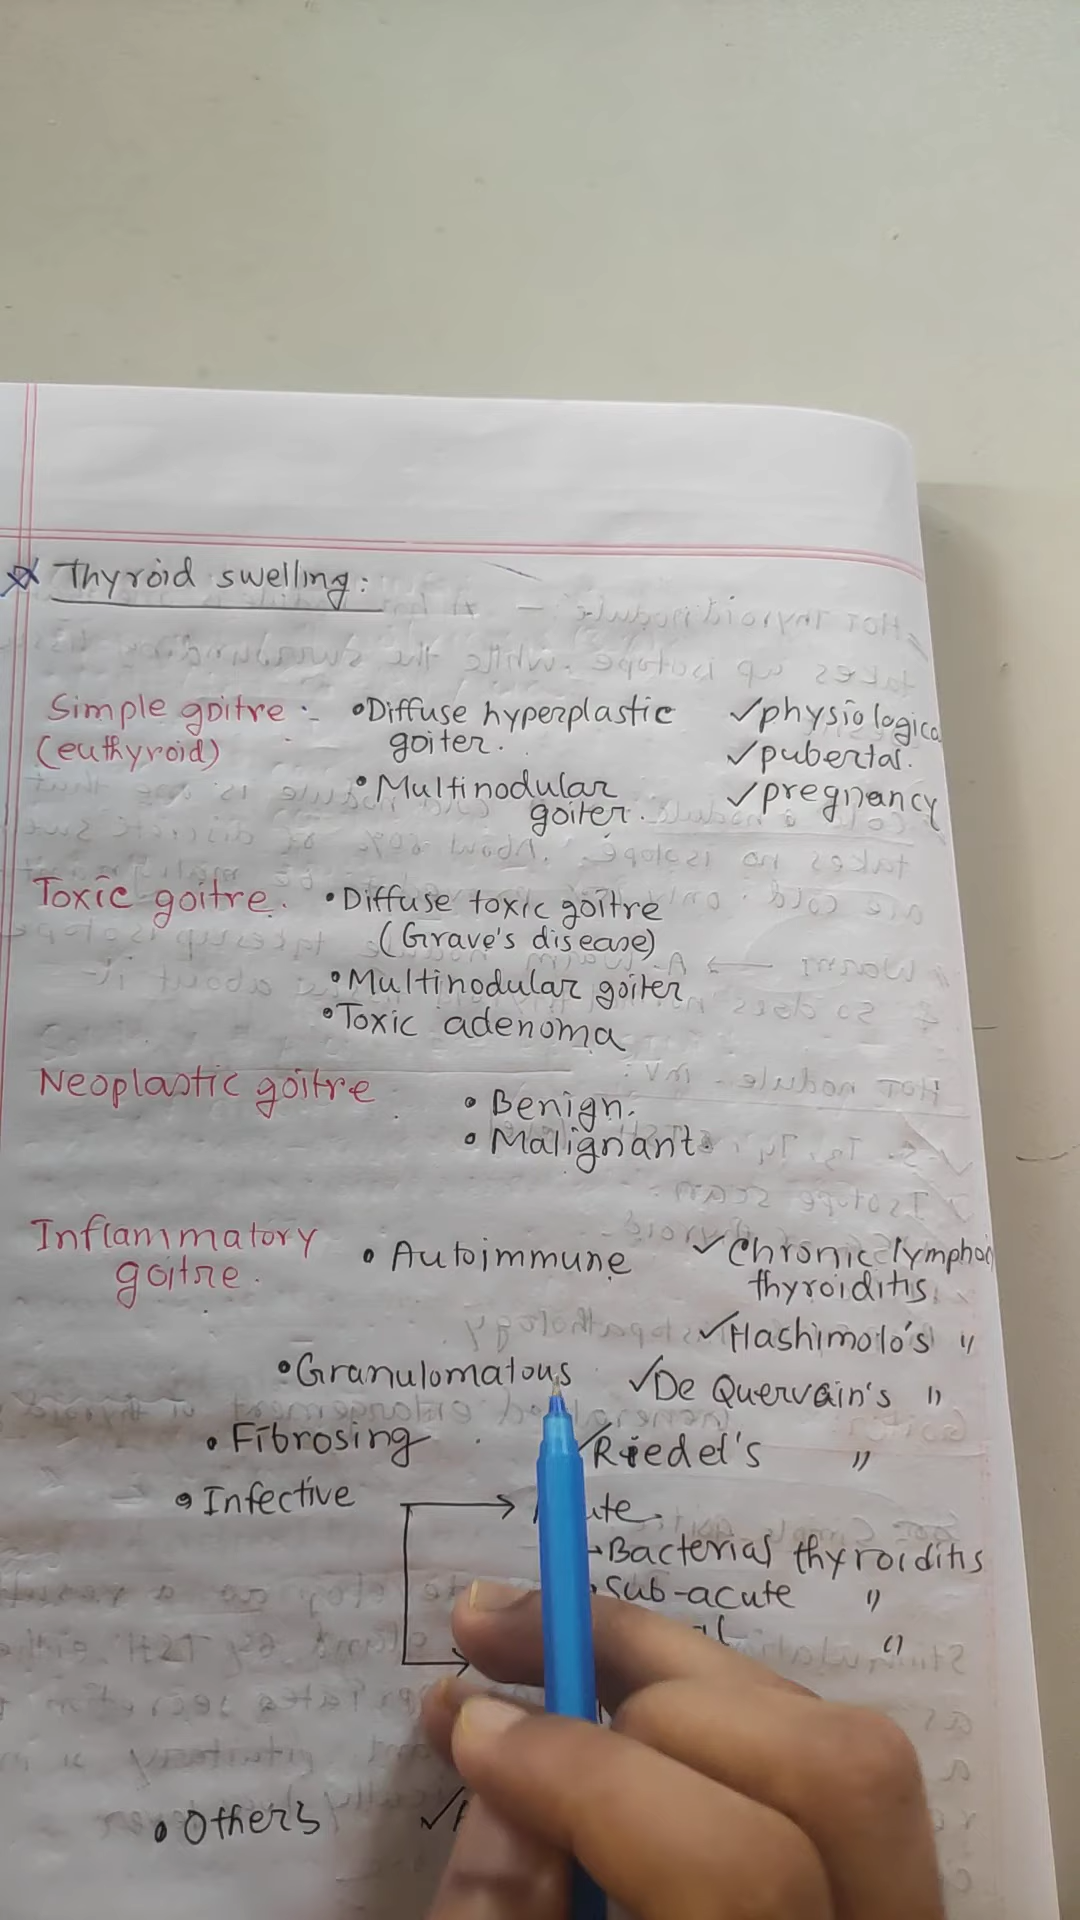 Thyroid swelling:
Simple goitre :- • Diffuse hyperplastic ✓ physiologica
(euthyroid) goiter. ✓ pubertal.
• Multinodular ✓ pregnancy
goiter.
Toxic goitre. • Diffuse toxic goitre
(Grave's disease)
• Multinodular goiter
• Toxic adenoma
Neoplastic goitre • Benign.
• Malignant.
Inflammatory • Autoimmune ✓ Chronic lymphoi
goitre. thyroiditis.
✓ Hashimolo's "
• Granulomatous ✓ De Quervain's "
• Fibrosing ✓ Riedel's "
• Infective
Bacterial thyroiditis
Sub-acute "
"
• Others ✓